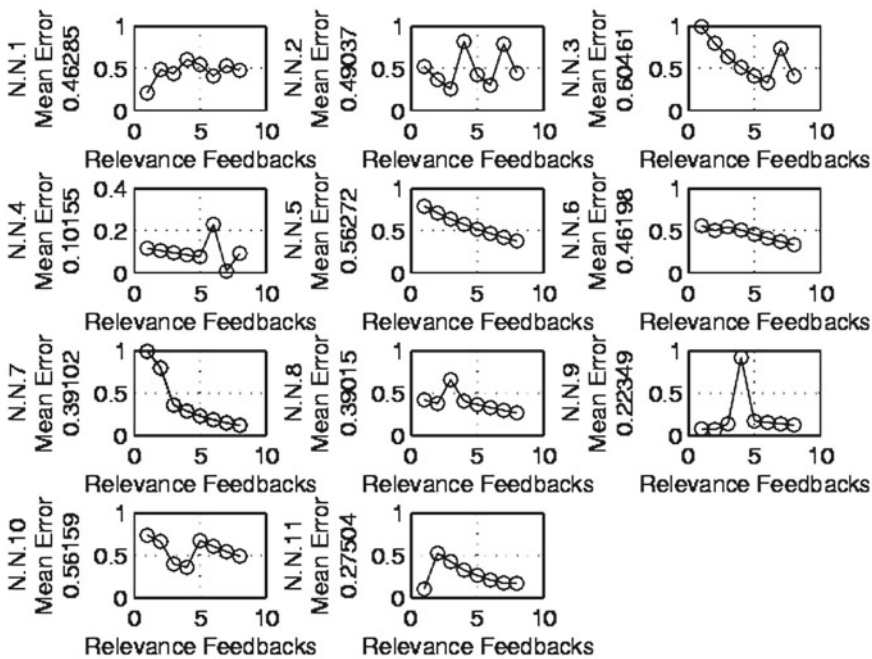 N.N.1
Mean Error
0.46285
1
0.5
0
0 5 10
Relevance Feedbacks
N.N.2
Mean Error
0.49037
1
0.5
0
0 5 10
Relevance Feedbacks
N.N.3
Mean Error
0.60461
1
0.5
0
0 5 10
Relevance Feedbacks
N.N.4
Mean Error
0.10155
0.4
0.2
0
0 5 10
Relevance Feedbacks
N.N.5
Mean Error
0.56272
1
0.5
0
0 5 10
Relevance Feedbacks
N.N.6
Mean Error
0.46198
1
0.5
0
0 5 10
Relevance Feedbacks
N.N.7
Mean Error
0.39102
1
0.5
0
0 5 10
Relevance Feedbacks
N.N.8
Mean Error
0.39015
1
0.5
0
0 5 10
Relevance Feedbacks
N.N.9
Mean Error
0.22349
1
0.5
0
0 5 10
Relevance Feedbacks
N.N.10
Mean Error
0.56159
1
0.5
0
0 5 10
Relevance Feedbacks
N.N.11
Mean Error
0.27504
1
0.5
0
0 5 10
Relevance Feedbacks